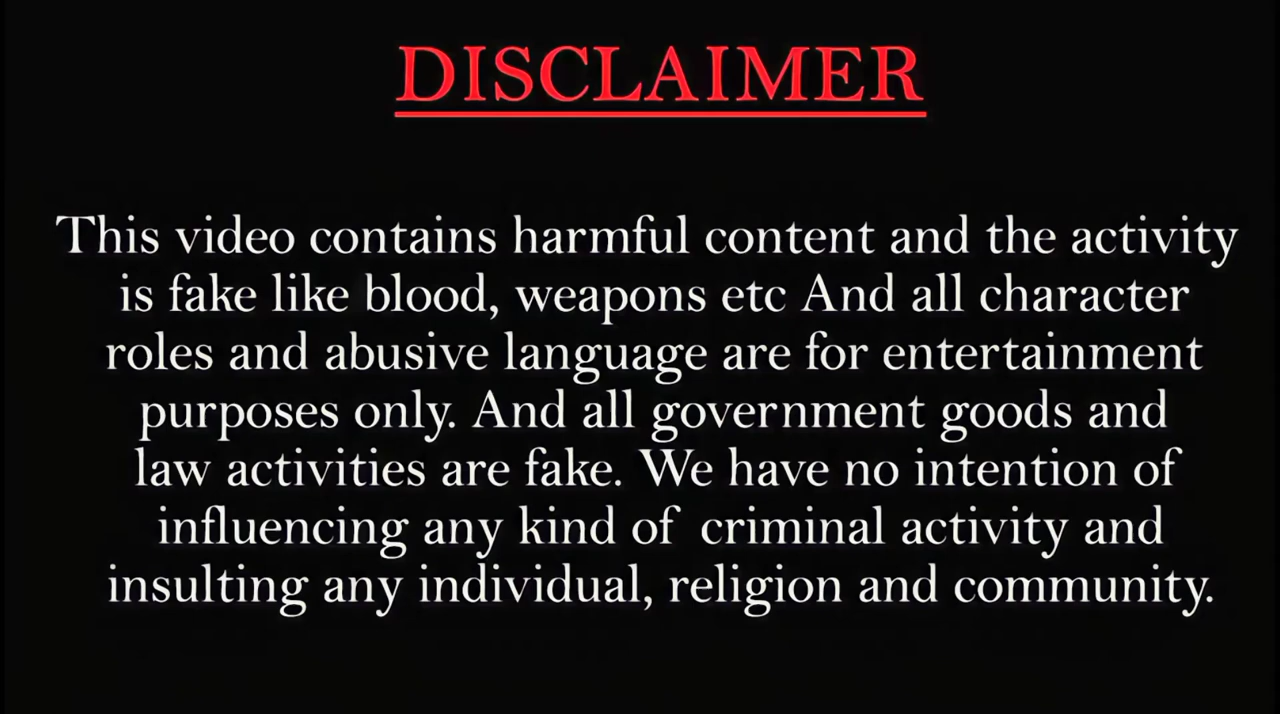 DISCLAIMER
This video contains harmful content and the activity
is fake like blood, weapons etc And all character
roles and abusive language are for entertainment
purposes only. And all government goods and
law activities are fake. We have no intention of
influencing any kind of criminal activity and
insulting any individual, religion and community.